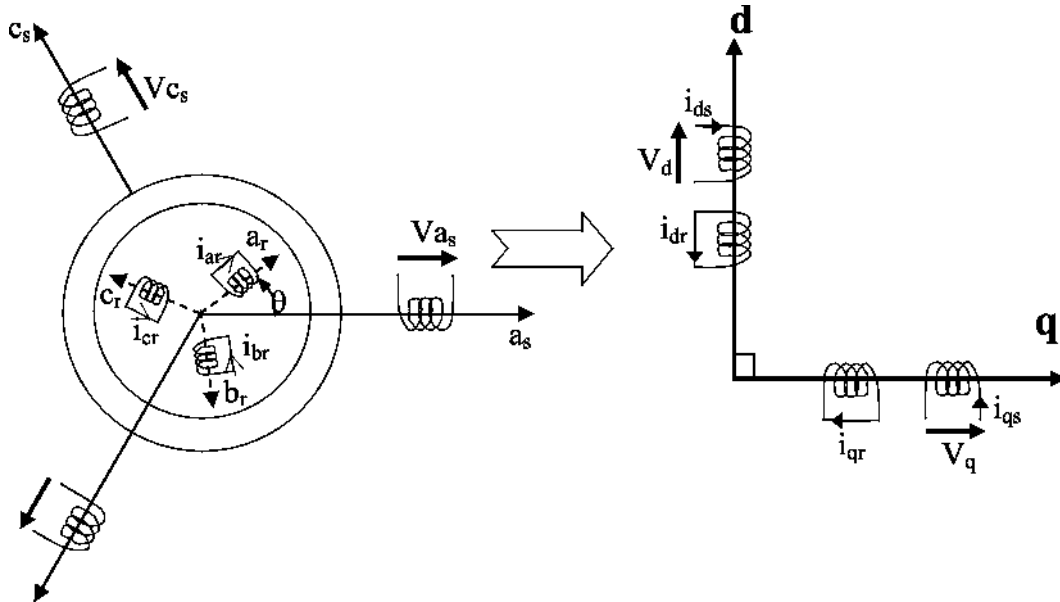 c_s
Vc_s
Va_s
a_s
i_ar
a_r
θ
c_r
i_cr
i_br
b_r
d
i_ds
V_d
i_dr
q
i_qr
i_qs
V_q